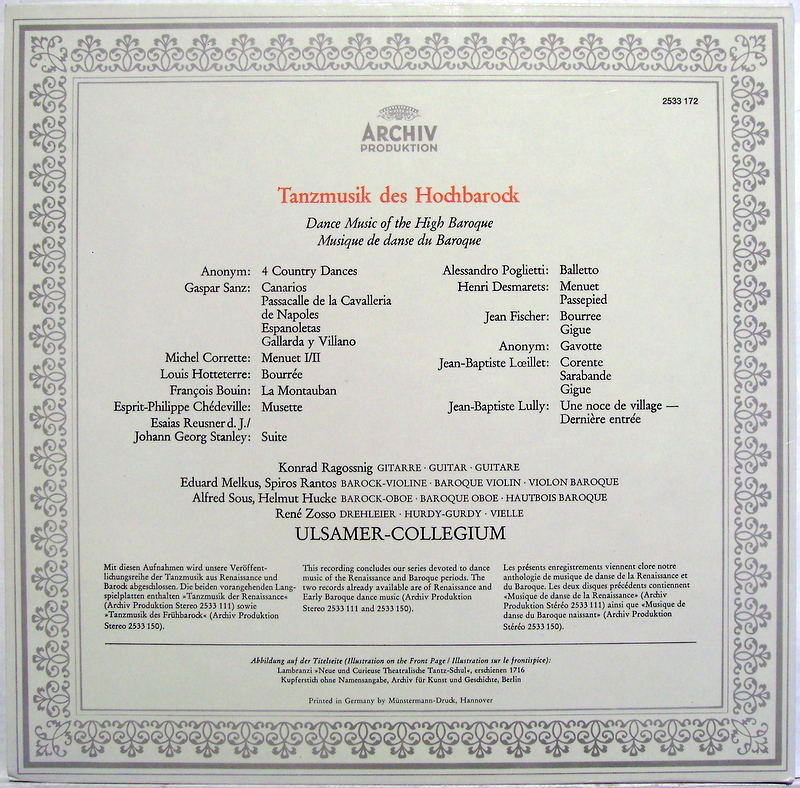 2533 172
ARCHIV
PRODUKTION
Tanzmusik des Hochbarock
Dance Music of the High Baroque
Musique de danse du Baroque
Anonym: 4 Country Dances
Gaspar Sanz: Canarios
Passacalle de la Cavalleria
de Napoles
Espanoletas
Gallarda y Villano
Michel Corrette: Menuet I/II
Louis Hotteterre: Bourrée
François Bouin: La Montauban
Esprit-Philippe Chédeville: Musette
Esaias Reusner d. J./
Johann Georg Stanley: Suite
Alessandro Poglietti: Balletto
Henri Desmarets: Menuet
Passepied
Jean Fischer: Bourree
Gigue
Anonym: Gavotte
Jean-Baptiste Lœillet: Corente
Sarabande
Gigue
Jean-Baptiste Lully: Une noce de village —
Dernière entrée
Konrad Ragossnig GITARRE · GUITAR · GUITARE
Eduard Melkus, Spiros Rantos BAROCK-VIOLINE · BAROQUE VIOLIN · VIOLON BAROQUE
Alfred Sous, Helmut Hucke BAROCK-OBOE · BAROQUE OBOE · HAUTBOIS BAROQUE
René Zosso DREHLEIER · HURDY-GURDY · VIELLE
ULSAMER-COLLEGIUM
Mit diesen Aufnahmen wird unsere Veröffent-
lichungsreihe der Tanzmusik aus Renaissance und
Barock abgeschlossen. Die beiden vorangehenden Lang-
spielplatten enthalten »Tanzmusik der Renaissance«
(Archiv Produktion Stereo 2533 111) sowie
»Tanzmusik des Frühbarock« (Archiv Produktion
Stereo 2533 150).
This recording concludes our series devoted to dance
music of the Renaissance and Baroque periods. The
two records already available are of Renaissance and
Early Baroque dance music (Archiv Produktion
Stereo 2533 111 and 2533 150).
Les présents enregistrements viennent clore notre
anthologie de musique de danse de la Renaissance et
du Baroque. Les deux disques précédents contiennent
«Musique de danse de la Renaissance» (Archiv
Produktion Stéréo 2533 111) ainsi que «Musique de
danse du Baroque naissant» (Archiv Produktion
Stéréo 2533 150).
Abbildung auf der Titelseite (Illustration on the Front Page / Illustration sur le frontispice):
Lambranzi »Neue und Curieuse Theatralische Tantz-Schul«, erschienen 1716
Kupferstich ohne Namensangabe, Archiv für Kunst und Geschichte, Berlin
Printed in Germany by Münstermann-Druck, Hannover